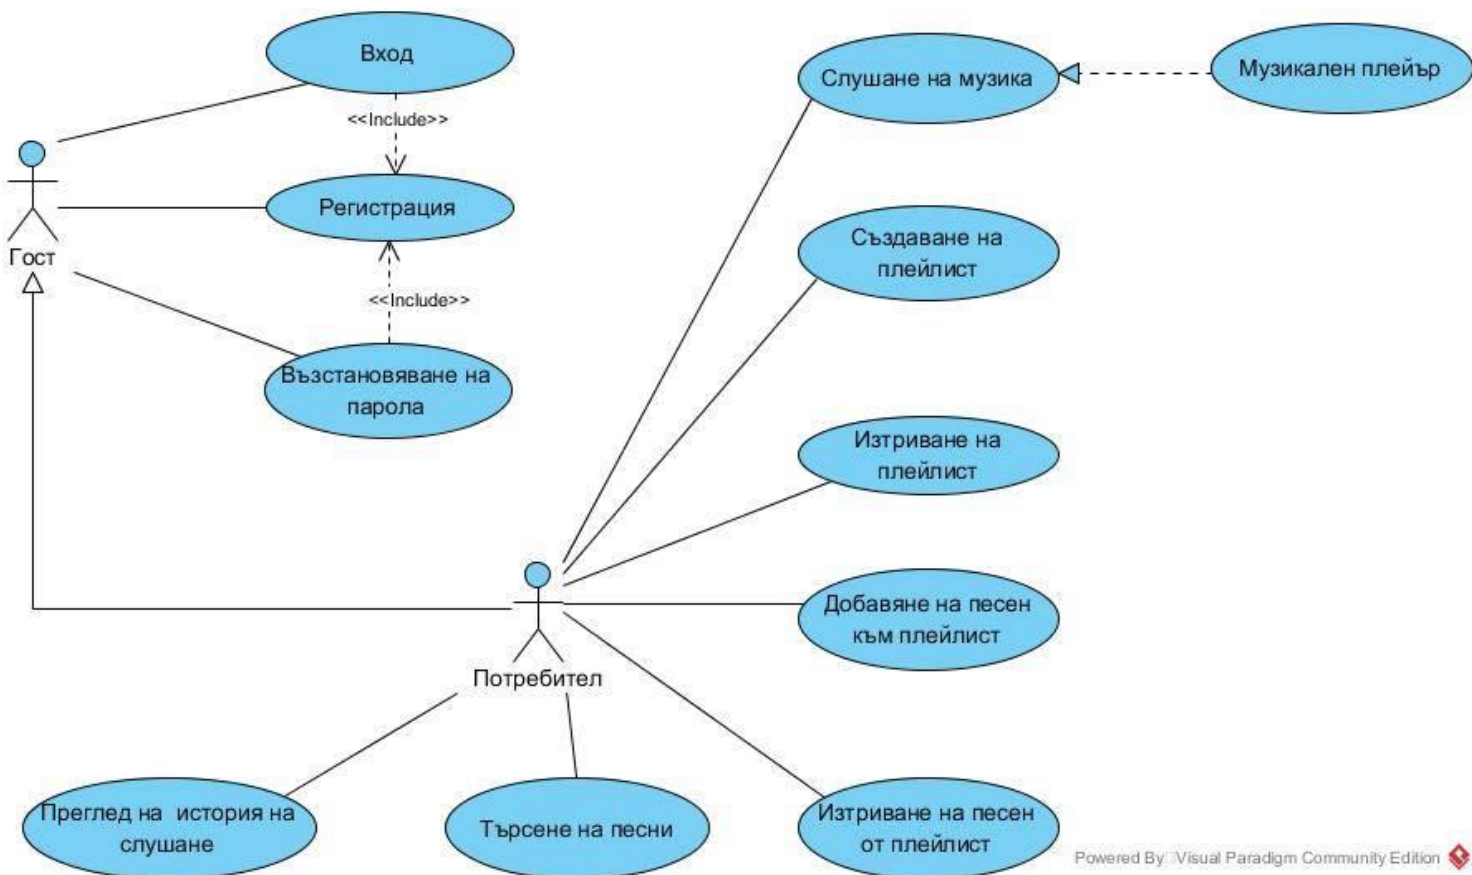 Вход
<<Include>>
Регистрация
Гост
<<Include>>
Възстановяване на
парола
Слушане на музика
Музикален плейър
Създаване на
плейлист
Изтриване на
плейлист
Добавяне на песен
към плейлист
Потребител
Преглед на история на
слушане
Търсене на песни
Изтриване на песен
от плейлист
Powered By Visual Paradigm Community Edition